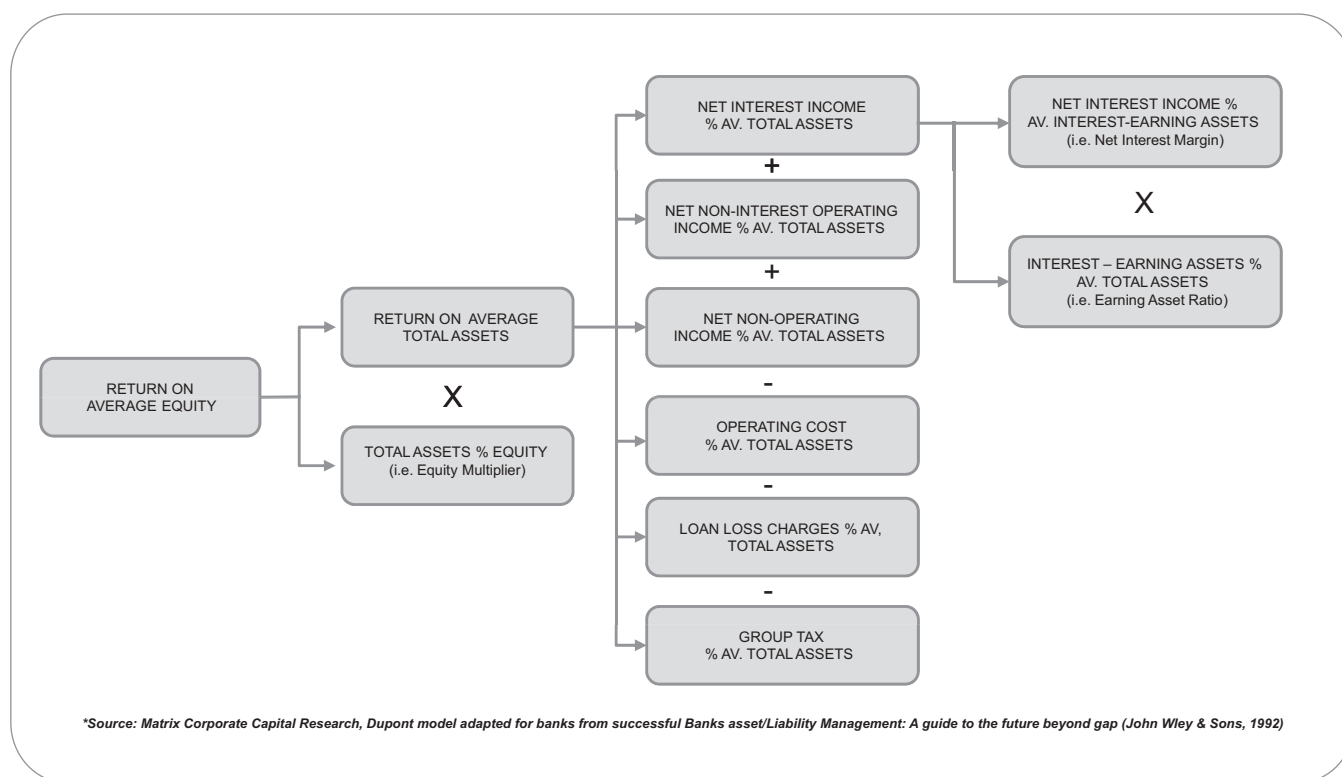 RETURN ON
AVERAGE EQUITY
RETURN ON AVERAGE
TOTAL ASSETS
X
TOTAL ASSETS % EQUITY
(i.e. Equity Multiplier)
NET INTEREST INCOME
% AV. TOTAL ASSETS
+
NET NON-INTEREST OPERATING
INCOME % AV. TOTAL ASSETS
+
NET NON-OPERATING
INCOME % AV. TOTAL ASSETS
-
OPERATING COST
% AV. TOTAL ASSETS
-
LOAN LOSS CHARGES % AV,
TOTAL ASSETS
-
GROUP TAX
% AV. TOTAL ASSETS
NET INTEREST INCOME %
AV. INTEREST-EARNING ASSETS
(i.e. Net Interest Margin)
X
INTEREST – EARNING ASSETS %
AV. TOTAL ASSETS
(i.e. Earning Asset Ratio)
*Source: Matrix Corporate Capital Research, Dupont model adapted for banks from successful Banks asset/Liability Management: A guide to the future beyond gap (John Wley & Sons, 1992)